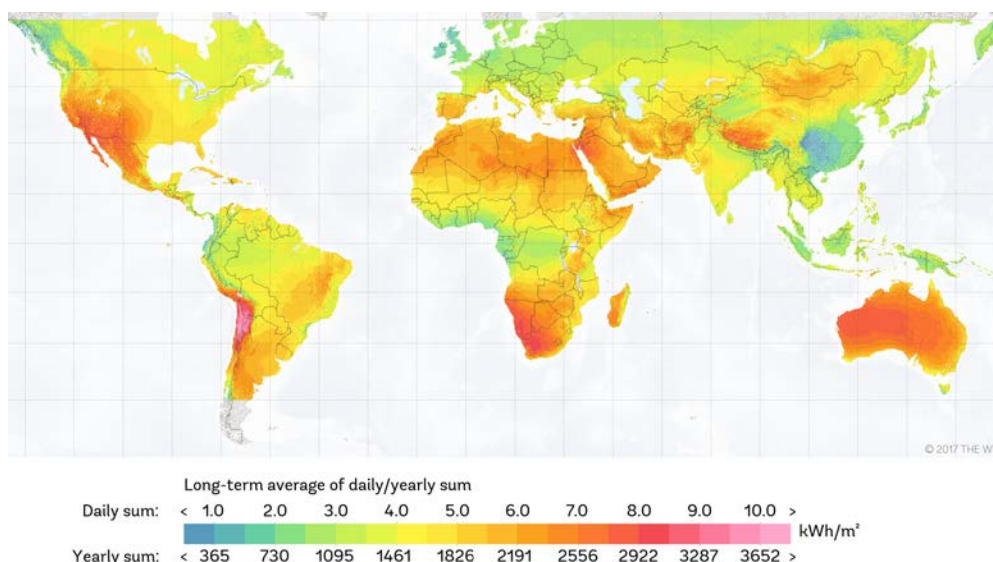 © 2017 THE W
Long-term average of daily/yearly sum
Daily sum: < 1.0 2.0 3.0 4.0 5.0 6.0 7.0 8.0 9.0 10.0 >
kWh/m²
Yearly sum: < 365 730 1095 1461 1826 2191 2556 2922 3287 3652 >